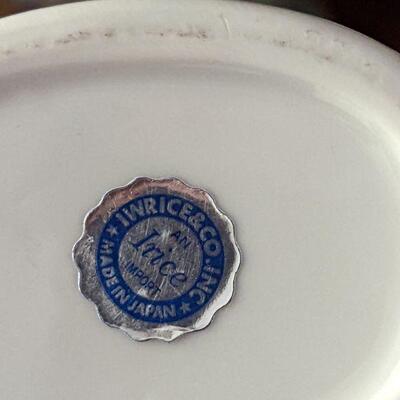 IWRICE&CO.INC.
AN
Irice
IMPORT
★ MADE IN JAPAN ★